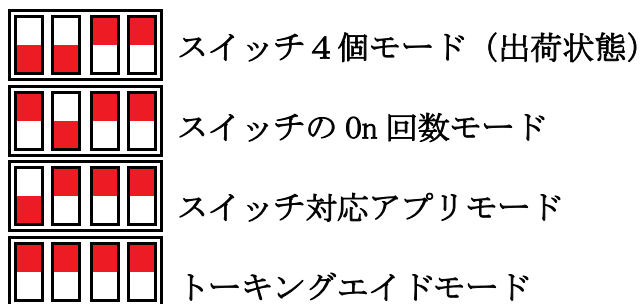 スイッチ４個モード（出荷状態）
スイッチの On 回数モード
スイッチ対応アプリモード
トーキングエイドモード